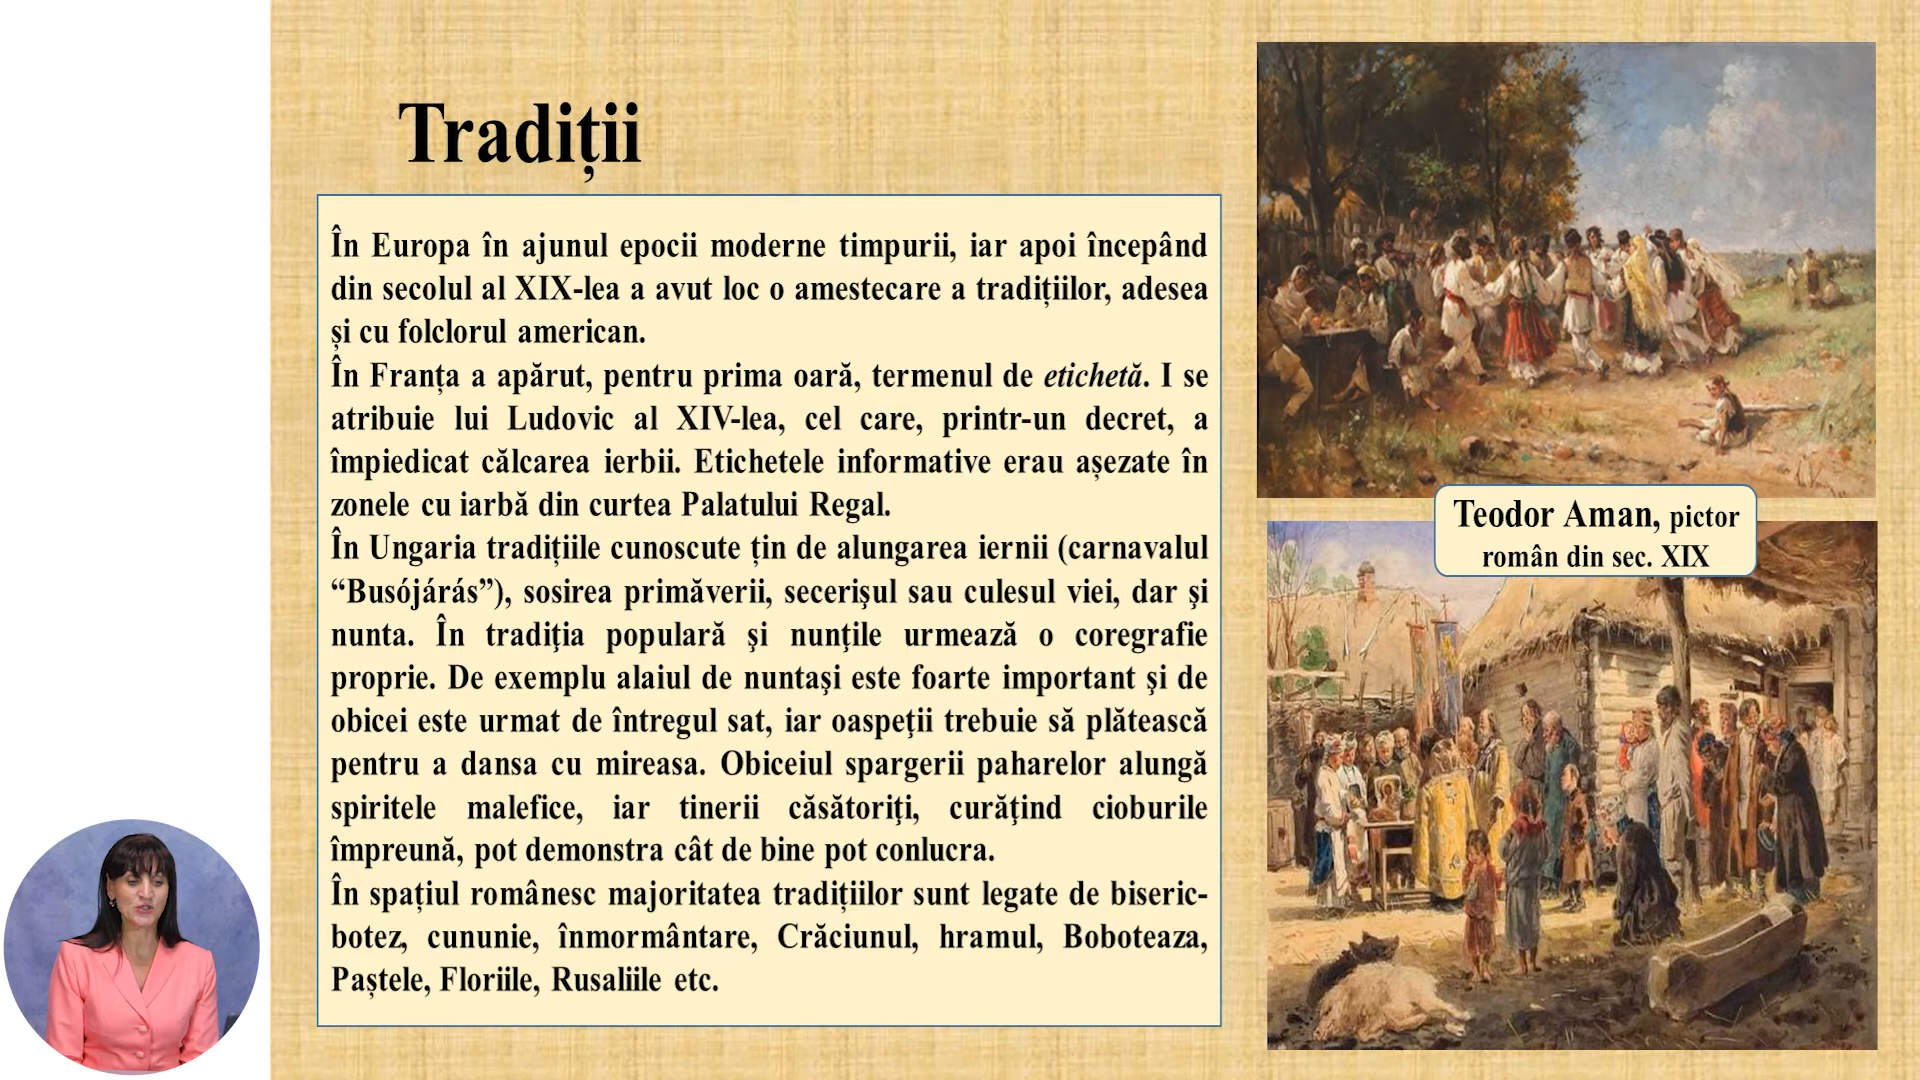 Tradiții
În Europa în ajunul epocii moderne timpurii, iar apoi începând
din secolul al XIX-lea a avut loc o amestecare a tradițiilor, adesea
și cu folclorul american.
În Franța a apărut, pentru prima oară, termenul de etichetă. I se
atribuie lui Ludovic al XIV-lea, cel care, printr-un decret, a
împiedicat călcarea ierbii. Etichetele informative erau așezate în
zonele cu iarbă din curtea Palatului Regal.
În Ungaria tradițiile cunoscute țin de alungarea iernii (carnavalul
“Busójárás”), sosirea primăverii, secerişul sau culesul viei, dar şi
nunta. În tradiţia populară şi nunţile urmează o coregrafie
proprie. De exemplu alaiul de nuntaşi este foarte important şi de
obicei este urmat de întregul sat, iar oaspeţii trebuie să plătească
pentru a dansa cu mireasa. Obiceiul spargerii paharelor alungă
spiritele malefice, iar tinerii căsătoriţi, curăţind cioburile
împreună, pot demonstra cât de bine pot conlucra.
În spațiul românesc majoritatea tradițiilor sunt legate de biseric-
botez, cununie, înmormântare, Crăciunul, hramul, Boboteaza,
Paștele, Floriile, Rusaliile etc.
Teodor Aman, pictor
român din sec. XIX